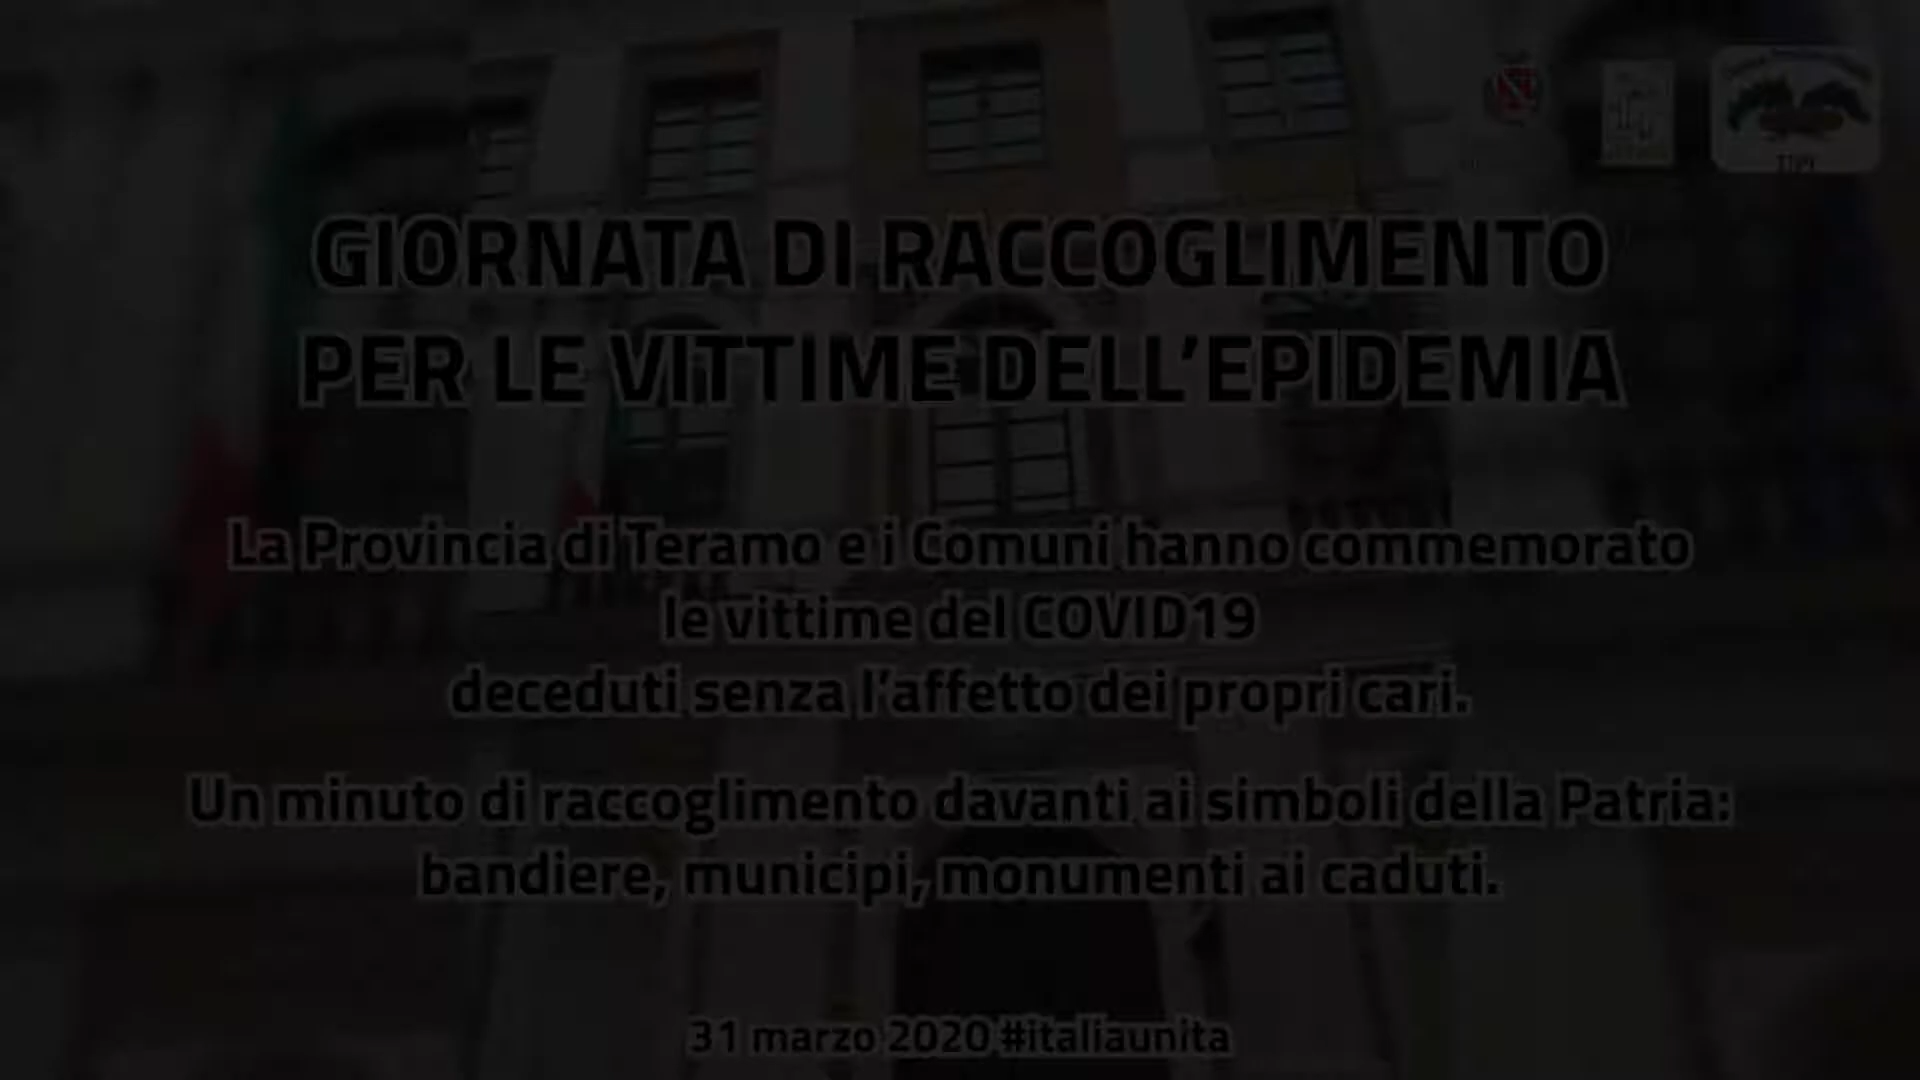 GIORNATA DI RACCOGLIMENTO
PER LE VITTIME DELL'EPIDEMIA
La Provincia di Teramo e i Comuni hanno commemorato
le vittime del COVID19
deceduti senza l'affetto dei propri cari.
Un minuto di raccoglimento davanti ai simboli della Patria:
bandiere, municipi, monumenti ai caduti.
31 marzo 2020 #italiaunita